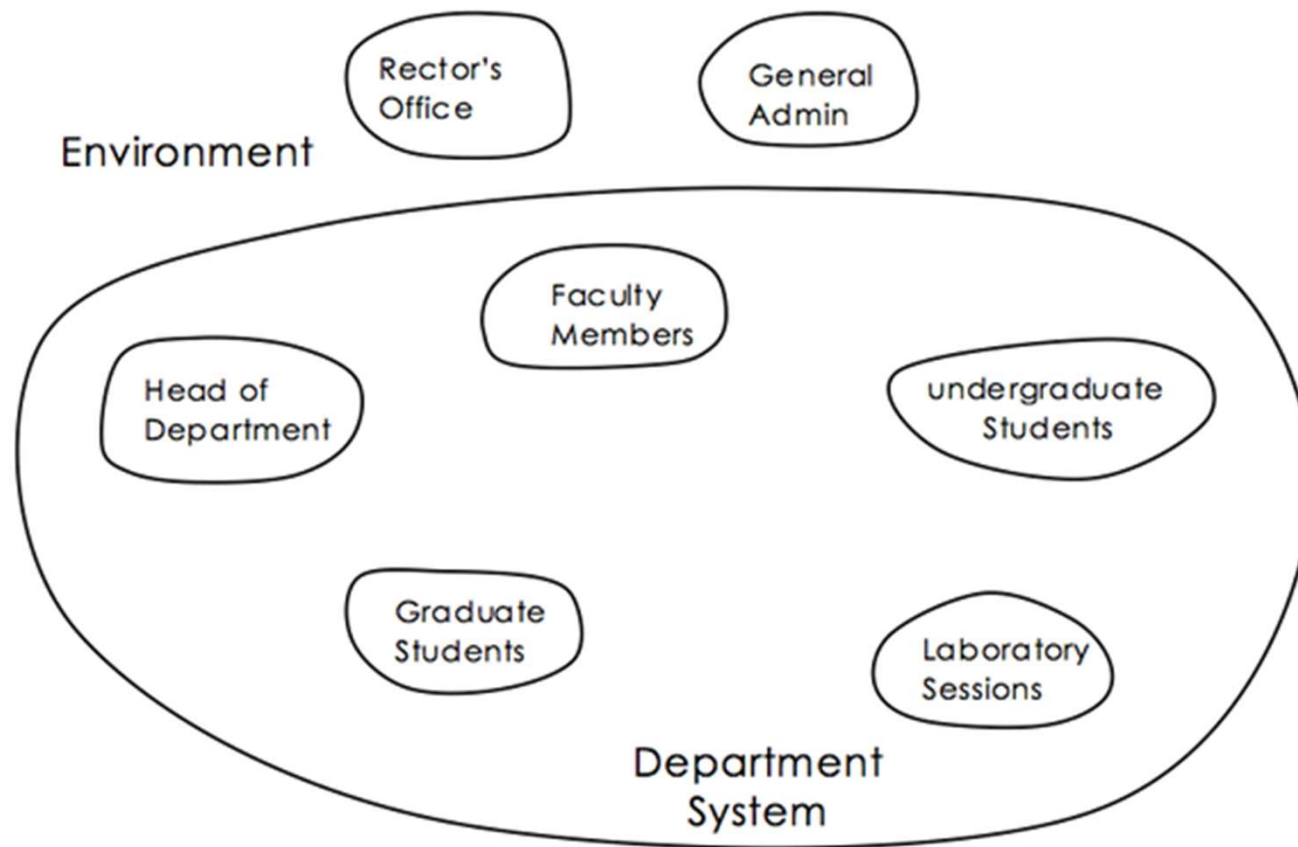 Rector's
Office
General
Admin
Environment
Faculty
Members
Head of
Department
undergraduate
Students
Graduate
Students
Laboratory
Sessions
Department
System